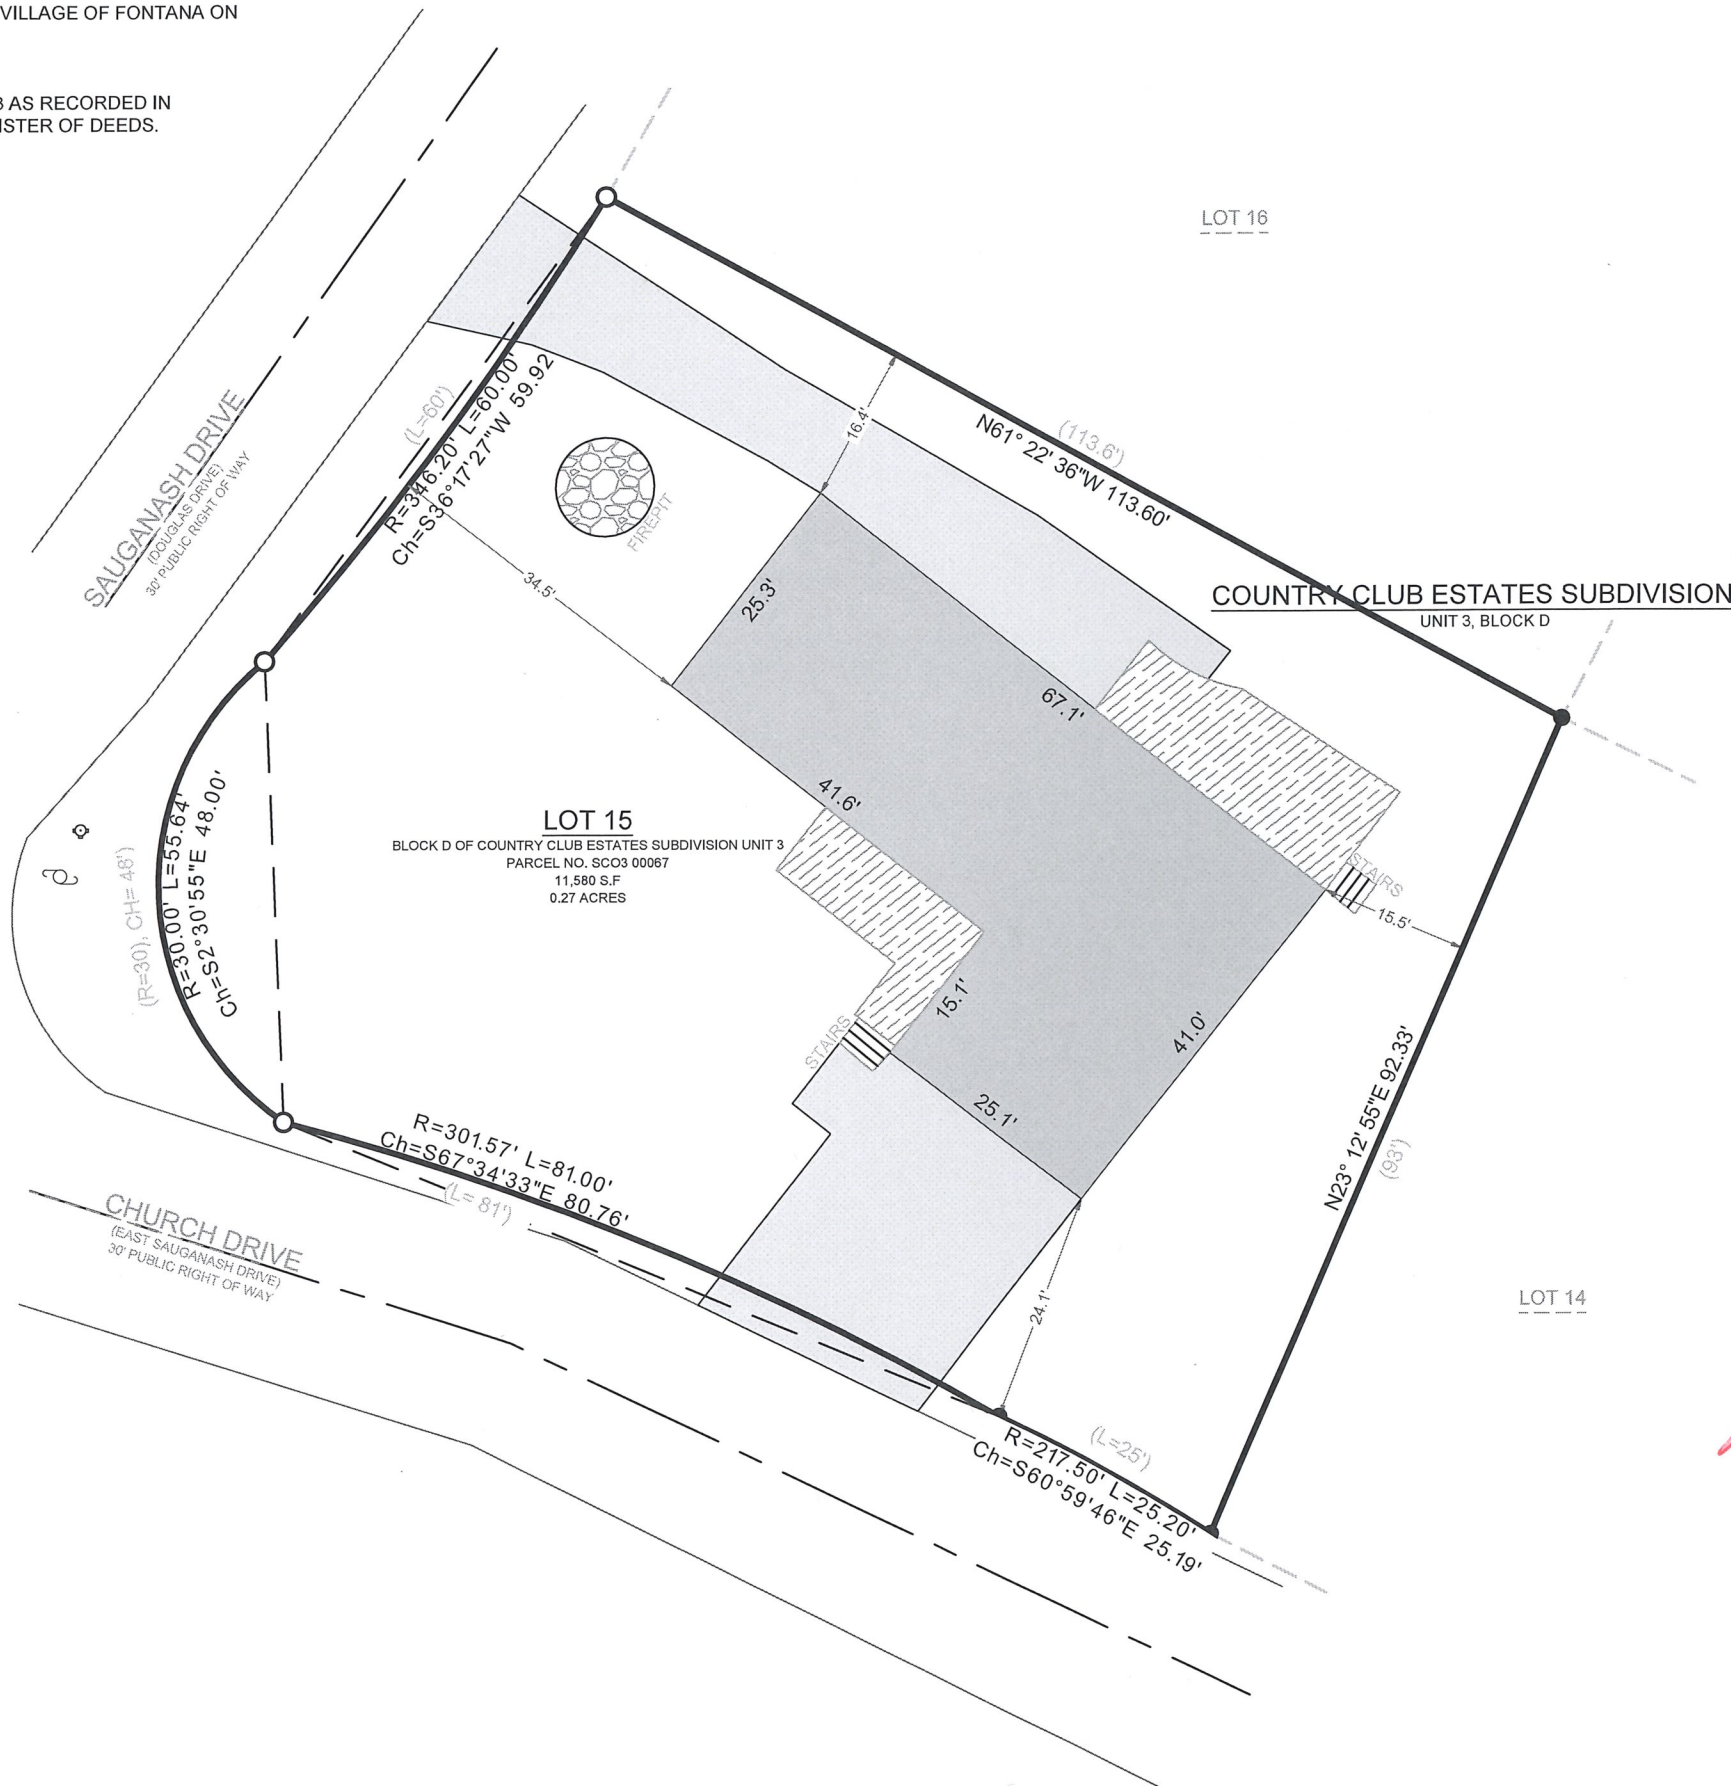 VILLAGE OF FONTANA ON
AS RECORDED IN
ISTER OF DEEDS.
LOT 16
(L=60')
R=346.20' L=60.00'
Ch=S36°17'27"W 59.92
SAUGANASH DRIVE
(DOUGLAS DRIVE)
30' PUBLIC RIGHT OF WAY
FIREPIT
16.4'
(113.6')
N61° 22' 36"W 113.60'
34.5'
25.3'
COUNTRY CLUB ESTATES SUBDIVISION
UNIT 3, BLOCK D
67.1'
41.6'
LOT 15
BLOCK D OF COUNTRY CLUB ESTATES SUBDIVISION UNIT 3
PARCEL NO. SCO3 00067
11,580 S.F
0.27 ACRES
(R=30), CH= 48')
R=30.00' L=55.64'
Ch=S2°30'55"E 48.00'
STAIRS
15.5'
15.1'
STAIRS
41.0'
25.1'
N23° 12' 55"E 92.33'
(93')
R=301.57' L=81.00'
Ch=S67°34'33"E 80.76'
(L= 81')
CHURCH DRIVE
(EAST SAUGANASH DRIVE)
30' PUBLIC RIGHT OF WAY
24.1'
LOT 14
(L=25')
R=217.50' L=25.20'
Ch=S60°59'46"E 25.19'